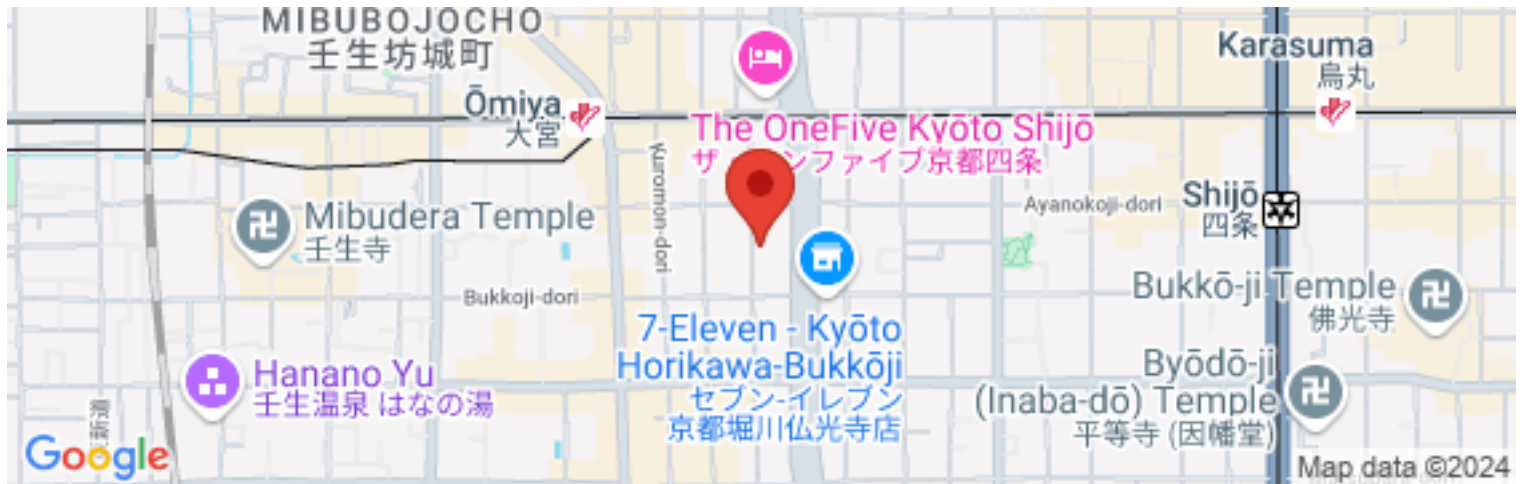 MIBUBOJOCHO
壬生坊城町
Karasuma
烏丸
Ōmiya
大宮
The OneFive Kyōto Shijō
ザ ンファイブ京都四条
Kuromon-dori
Mibudera Temple
壬生寺
Ayanokoji-dori
Shijō
四条
Bukkoji-dori
Bukkō-ji Temple
佛光寺
7-Eleven - Kyōto
Horikawa-Bukkōji
セブン-イレブン
京都堀川仏光寺店
Hanano Yu
壬生温泉 はなの湯
Byōdō-ji
(Inaba-dō) Temple
平等寺 (因幡堂)
新道
Google
Map data ©2024